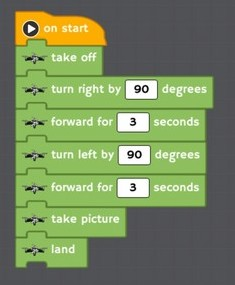 on start
take off
turn right by 90 degrees
forward for 3 seconds
turn left by 90 degrees
forward for 3 seconds
take picture
land